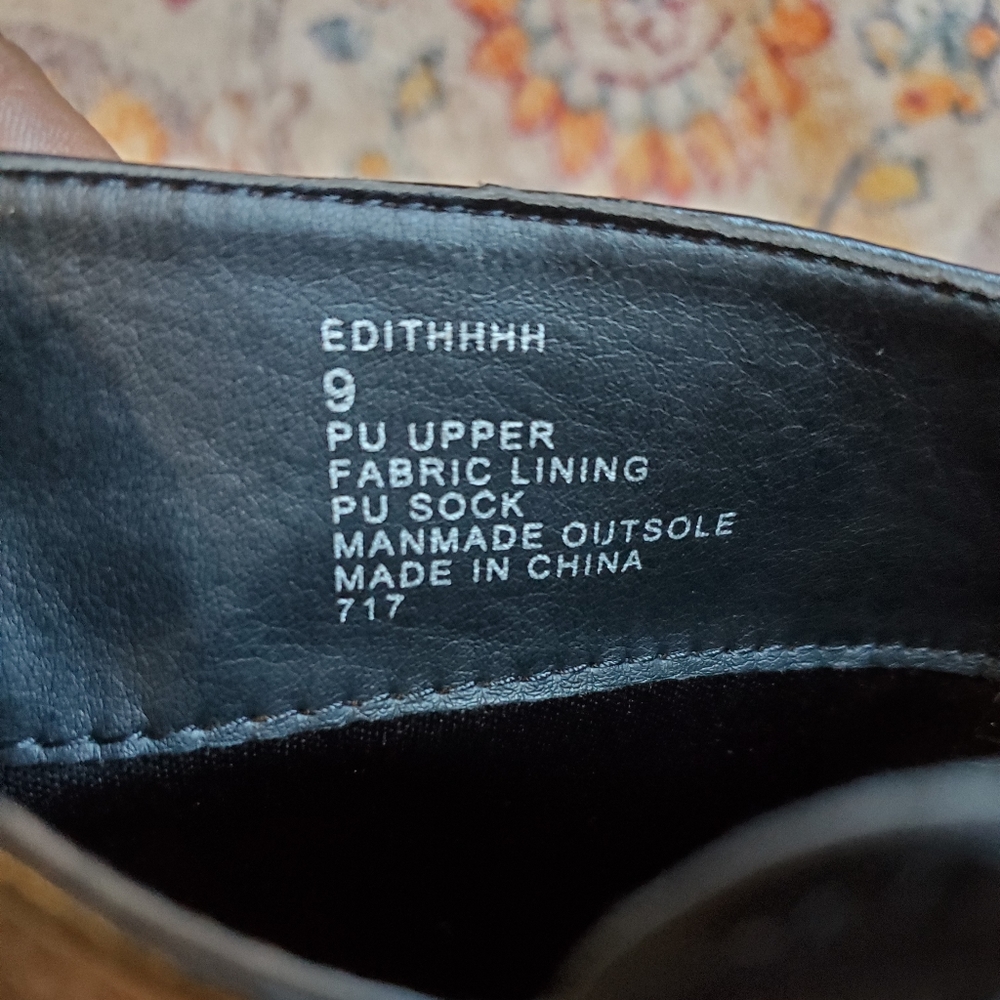 EDITHHHH
9
PU UPPER
FABRIC LINING
PU SOCK
MANMADE OUTSOLE
MADE IN CHINA
717